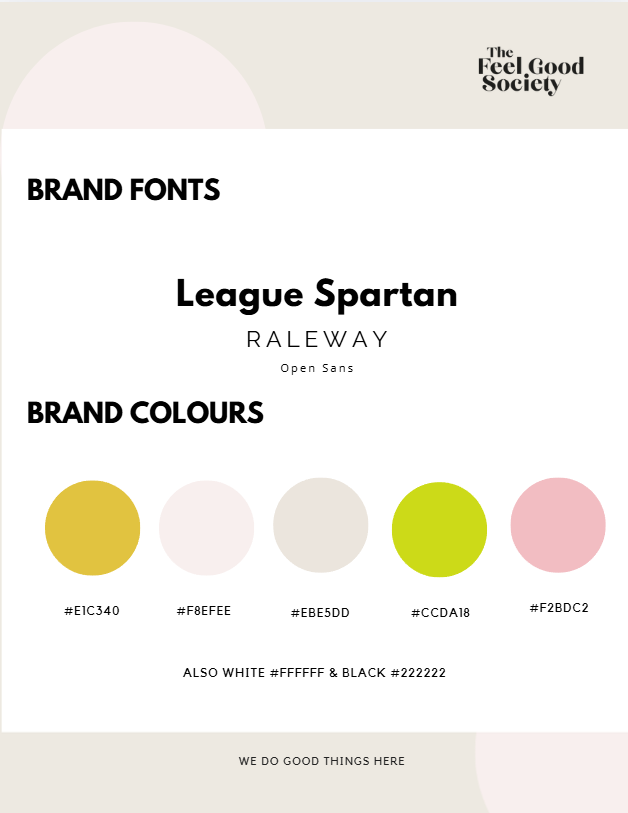 The
Feel Good
Society
BRAND FONTS
League Spartan
RALEWAY
Open Sans
BRAND COLOURS
#E1C340
#F8EFEE
#EBE5DD
#CCDA18
#F2BDC2
ALSO WHITE #FFFFFF & BLACK #222222
WE DO GOOD THINGS HERE